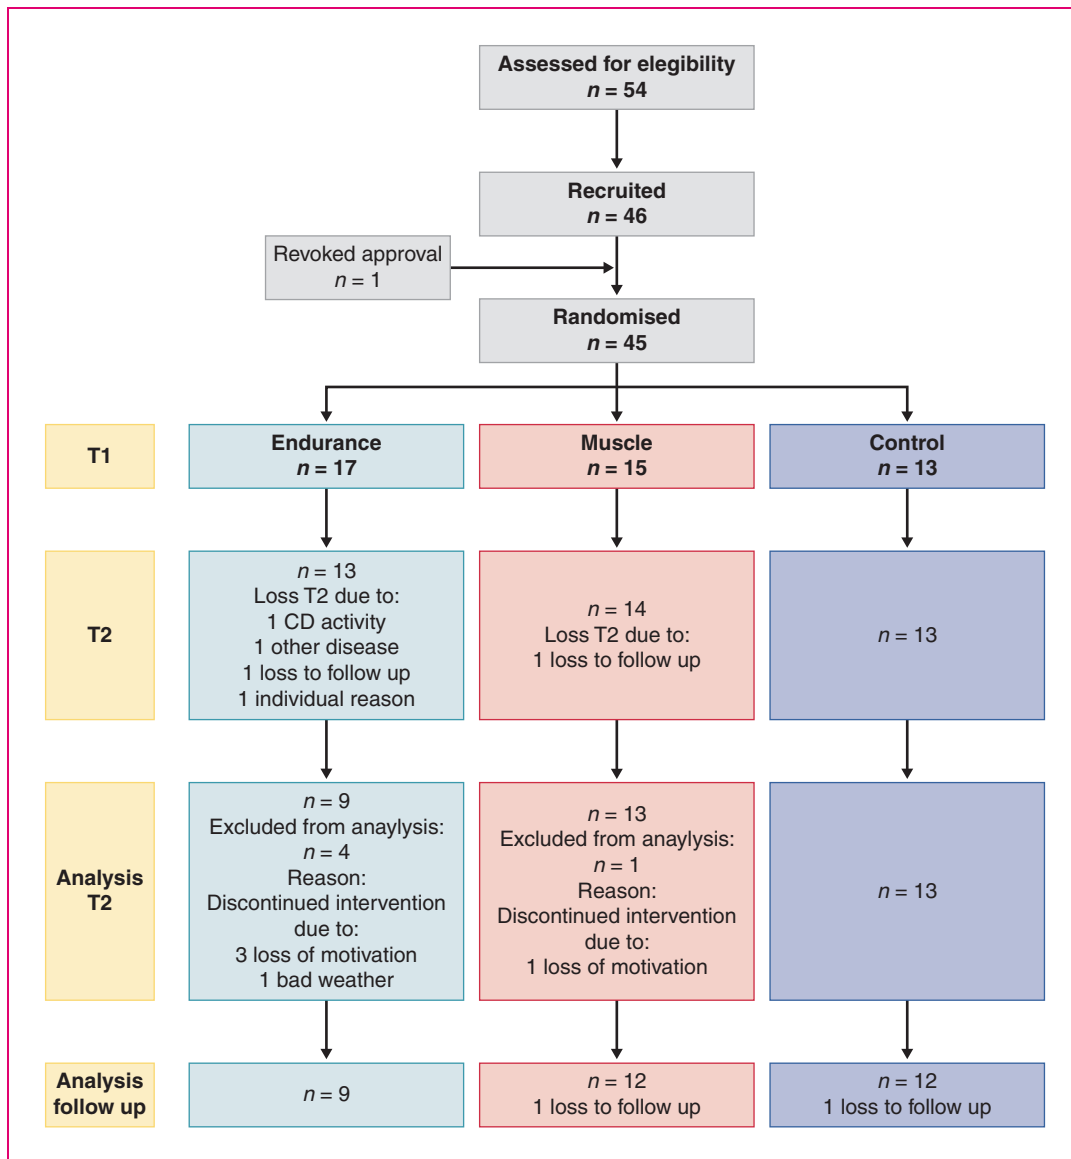 Assessed for elegibility
n = 54
Recruited
n = 46
Revoked approval
n = 1
Randomised
n = 45
T1
Endurance
n = 17
Muscle
n = 15
Control
n = 13
T2
n = 13
Loss T2 due to:
1 CD activity
1 other disease
1 loss to follow up
1 individual reason
n = 14
Loss T2 due to:
1 loss to follow up
n = 13
Analysis
T2
n = 9
Excluded from anaylysis:
n = 4
Reason:
Discontinued intervention
due to:
3 loss of motivation
1 bad weather
n = 13
Excluded from anaylysis:
n = 1
Reason:
Discontinued intervention
due to:
1 loss of motivation
n = 13
Analysis
follow up
n = 9
n = 12
1 loss to follow up
n = 12
1 loss to follow up